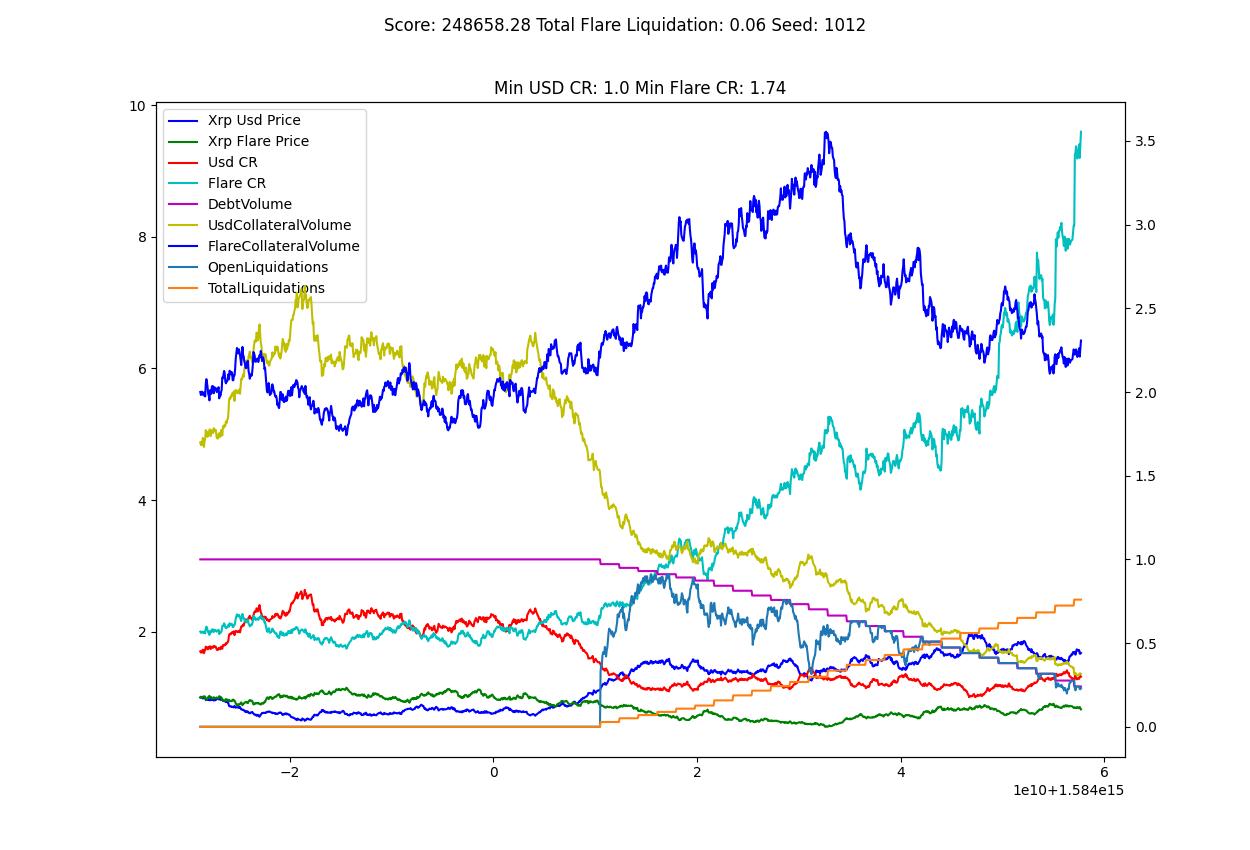 Score: 248658.28 Total Flare Liquidation: 0.06 Seed: 1012
Min USD CR: 1.0 Min Flare CR: 1.74
Xrp Usd Price
Xrp Flare Price
Usd CR
Flare CR
DebtVolume
UsdCollateralVolume
FlareCollateralVolume
OpenLiquidations
TotalLiquidations
10
8
6
4
2
3.5
3.0
2.5
2.0
1.5
1.0
0.5
0.0
−2
0
2
4
6
1e10+1.584e15